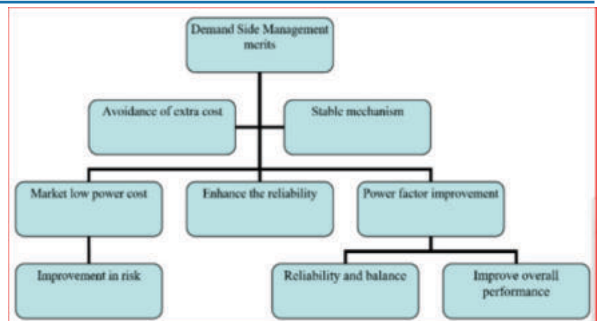 Demand Side Management
merits
Avoidance of extra cost
Stable mechanism
Market low power cost
Enhance the reliability
Power factor improvement
Improvement in risk
Reliability and balance
Improve overall
performance